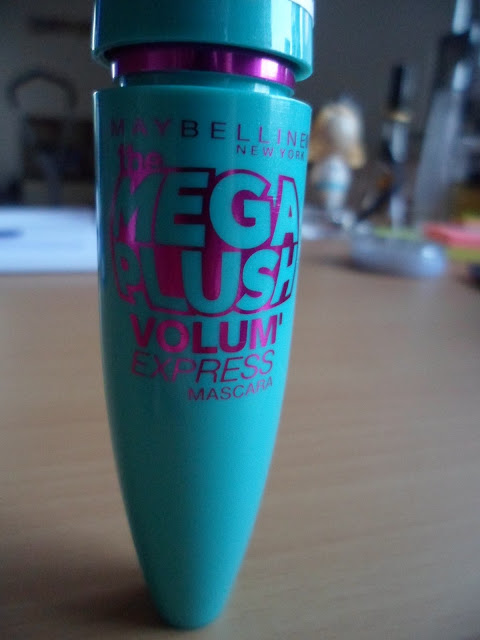 MAYBELLINE
NEW YORK
the
MEGA
PLUSH
VOLUM'
EXPRESS
MASCARA